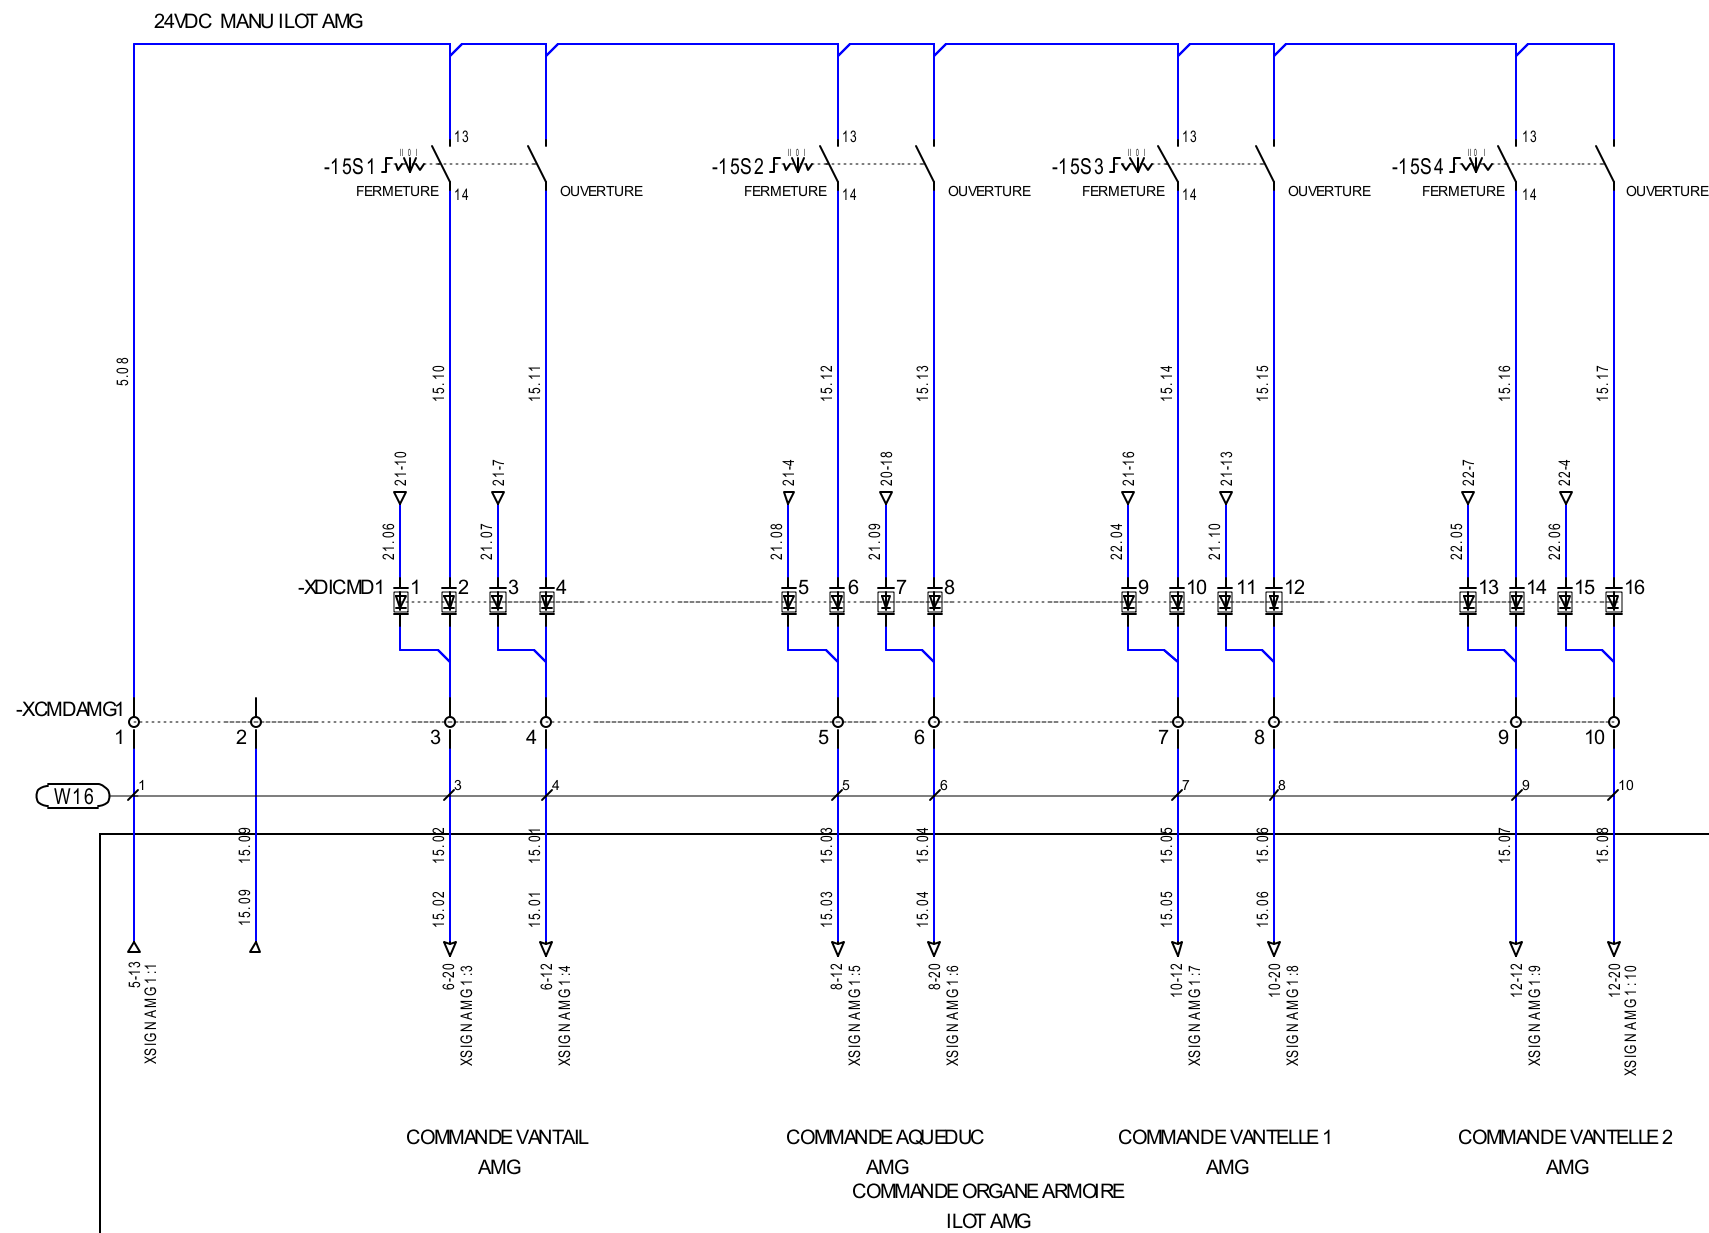 24VDC MANU ILOT AMG
13 13 13 13
-15S1 -15S2 -15S3 -15S4
FERMETURE OUVERTURE FERMETURE OUVERTURE FERMETURE OUVERTURE FERMETURE OUVERTURE
14 14 14 14
5.08 15.10 15.11 15.12 15.13 15.14 15.15 15.16 15.17
21-10 21-7 21-4 20-18 21-16 21-13 22-7 22-4
21.06 21.07 21.08 21.09 22.04 21.10 22.05 22.06
-XDICMD1 1 2 3 4 5 6 7 8 9 10 11 12 13 14 15 16
-XCMDAMG1
1 2 3 4 5 6 7 8 9 10
W16 1 3 4 5 6 7 8 9 10
15.09 15.02 15.01 15.03 15.04 15.05 15.06 15.07 15.08
15.09 15.02 15.01 15.03 15.04 15.05 15.06
5-13 6-20 6-12 8-12 8-20 10-12 10-20 12-12 12-20
XSIGNAMG1:1 XSIGNAMG1:3 XSIGNAMG1:4 XSIGNAMG1:5 XSIGNAMG1:6 XSIGNAMG1:7 XSIGNAMG1:8 XSIGNAMG1:9 XSIGNAMG1:10
COMMANDE VANTAIL COMMANDE AQUEDUC COMMANDE VANTELLE 1 COMMANDE VANTELLE 2
AMG AMG AMG AMG
COMMANDE ORGANE ARMOIRE
ILOT AMG